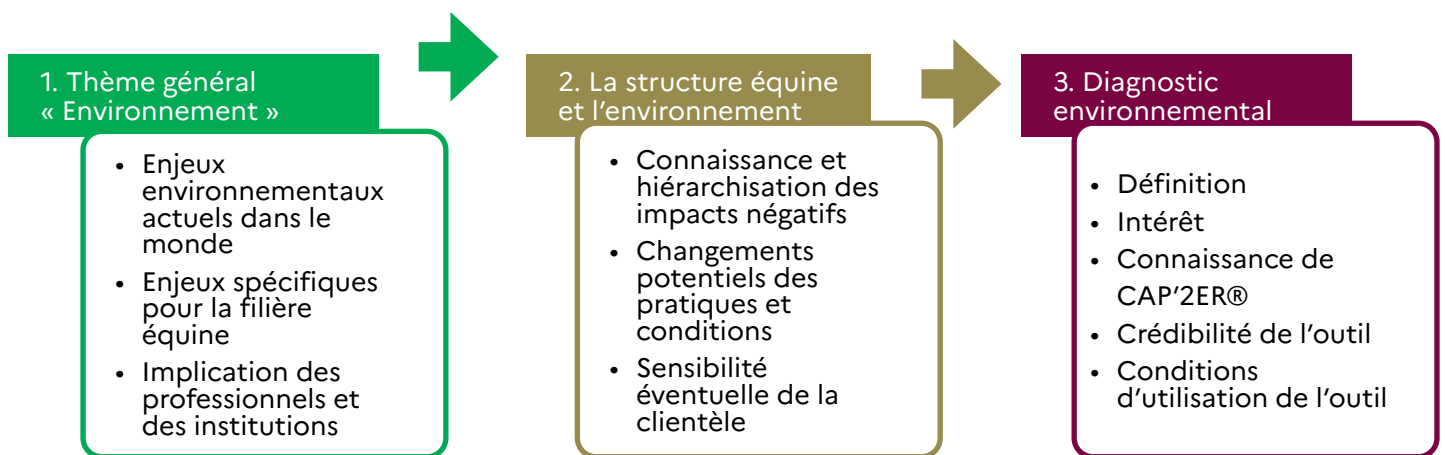 1. Thème général
« Environnement »
• Enjeux
environnementaux
actuels dans le
monde
• Enjeux spécifiques
pour la filière
équine
• Implication des
professionnels et
des institutions
2. La structure équine
et l'environnement
• Connaissance et
hiérarchisation des
impacts négatifs
• Changements
potentiels des
pratiques et
conditions
• Sensibilité
éventuelle de la
clientèle
3. Diagnostic
environnemental
• Définition
• Intérêt
• Connaissance de
CAP'2ER®
• Crédibilité de l'outil
• Conditions
d'utilisation de l'outil